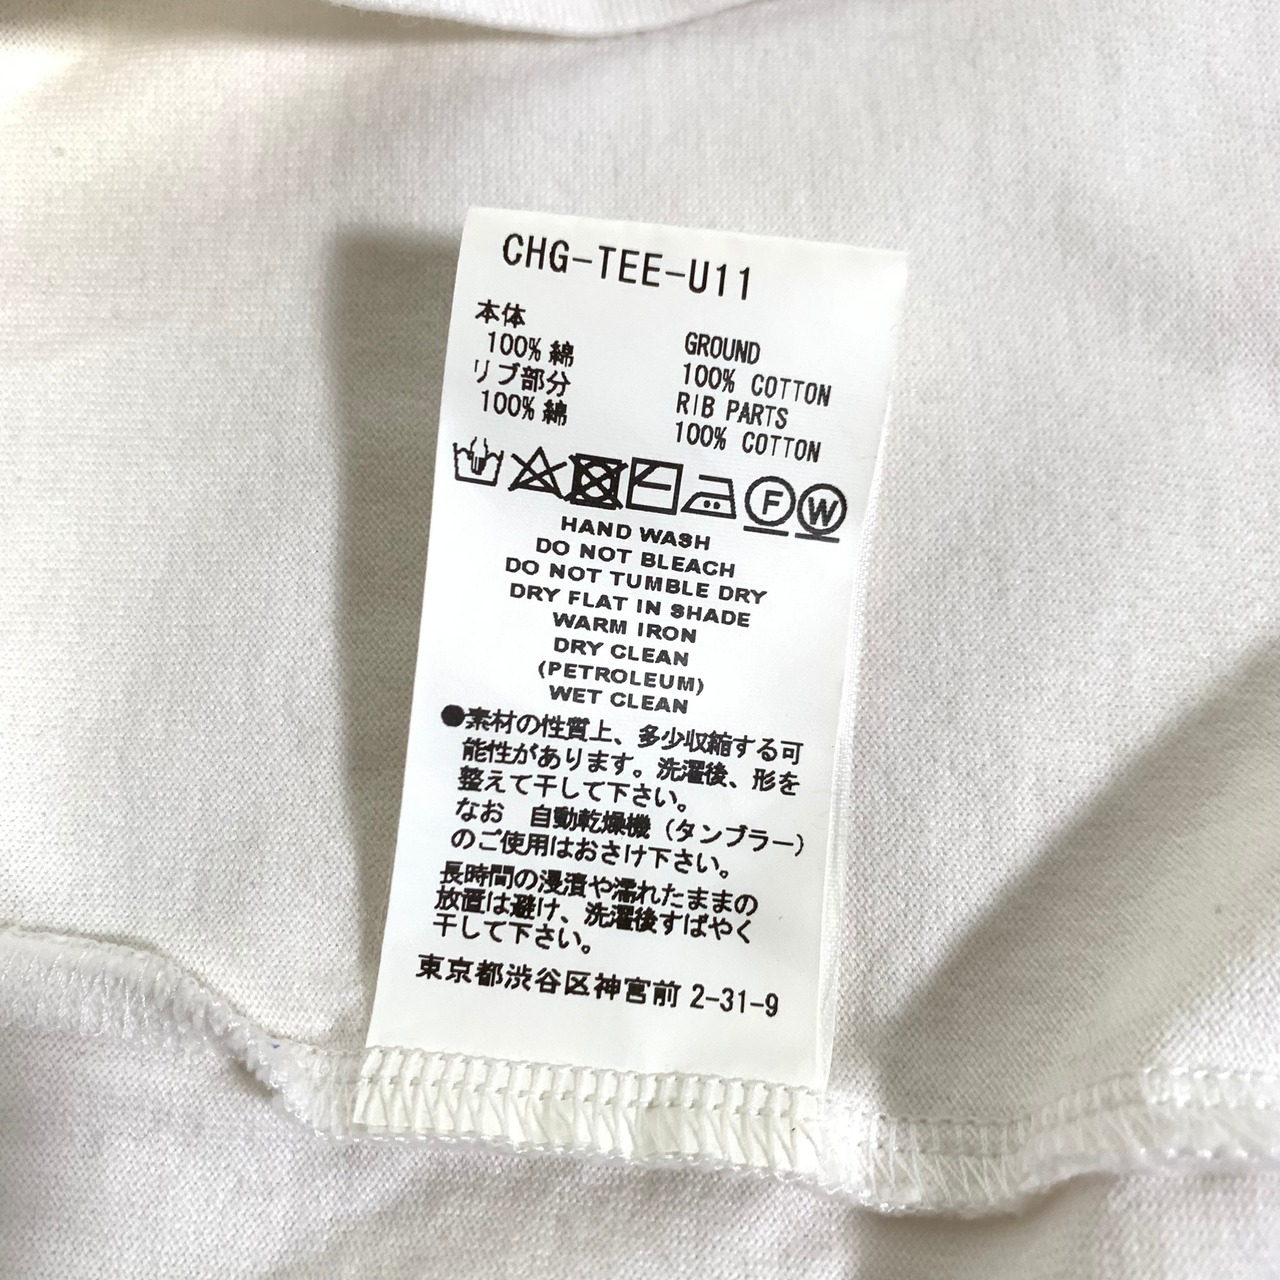 CHG-TEE-U11
本体
100% 綿
リブ部分
100% 綿
GROUND
100% COTTON
RIB PARTS
100% COTTON
F W
HAND WASH
DO NOT BLEACH
DO NOT TUMBLE DRY
DRY FLAT IN SHADE
WARM IRON
DRY CLEAN
(PETROLEUM)
WET CLEAN
●素材の性質上、多少収縮する可
能性があります。洗濯後、形を
整えて干して下さい。
なお 自動乾燥機（タンブラー）
のご使用はおさけ下さい。
長時間の浸漬や濡れたままの
放置は避け、洗濯後すばやく
干して下さい。
東京都渋谷区神宮前 2-31-9